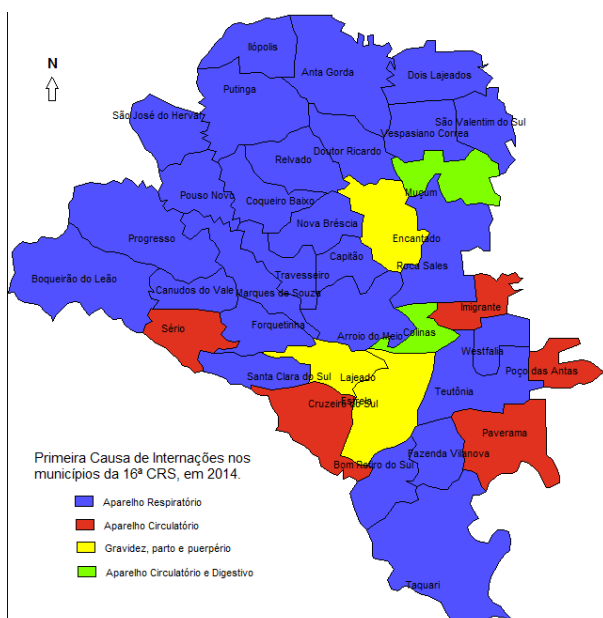 Ilópolis
Anta Gorda
N
Dois Lajeados
Putinga
São José do Herval
São Valentim do Sul
Vespasiano Correa
Doutor Ricardo
Relvado
Muçum
Pouso Novo
Coqueiro Baixo
Nova Bréscia
Progresso
Encantado
Capitão
Roca Sales
Boqueirão do Leão
Travesseiro
Canudos do Vale
Marques de Souza
Imigrante
Sério
Forquetinha
Arroio do Meio
Colinas
Westfalia
Poço das Antas
Santa Clara do Sul
Lajeado
Teutônia
Estrela
Cruzeiro do Sul
Paverama
Fazenda Vilanova
Bom Retiro do Sul
Primeira Causa de Internações nos
municípios da 16ª CRS, em 2014.
Aparelho Respiratório
Aparelho Circulatório
Gravidez, parto e puerpério
Aparelho Circulatório e Digestivo
Taquari